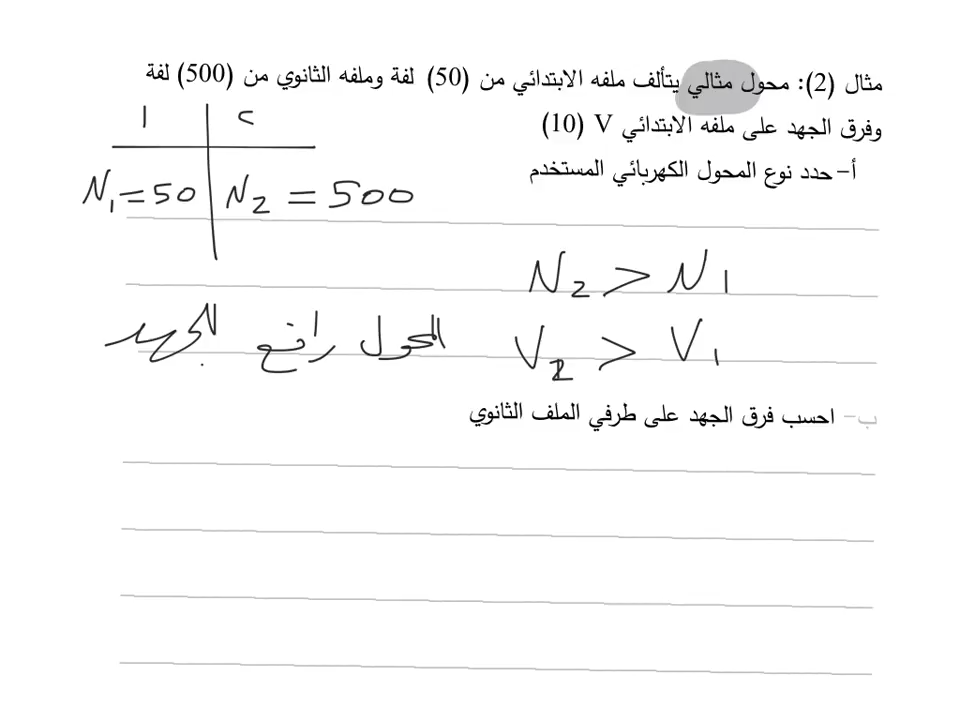 مثال (2): محول مثالي يتألف ملفه الابتدائي من (50) لفة وملفه الثانوي من (500) لفة
وفرق الجهد على ملفه الابتدائي V (10)
1 2
أ- حدد نوع المحول الكهربائي المستخدم
N₁ = 50 N₂ = 500
N₂ > N₁
V₂ > V₁ المحول رافع للجهد
ب- احسب فرق الجهد على طرفي الملف الثانوي